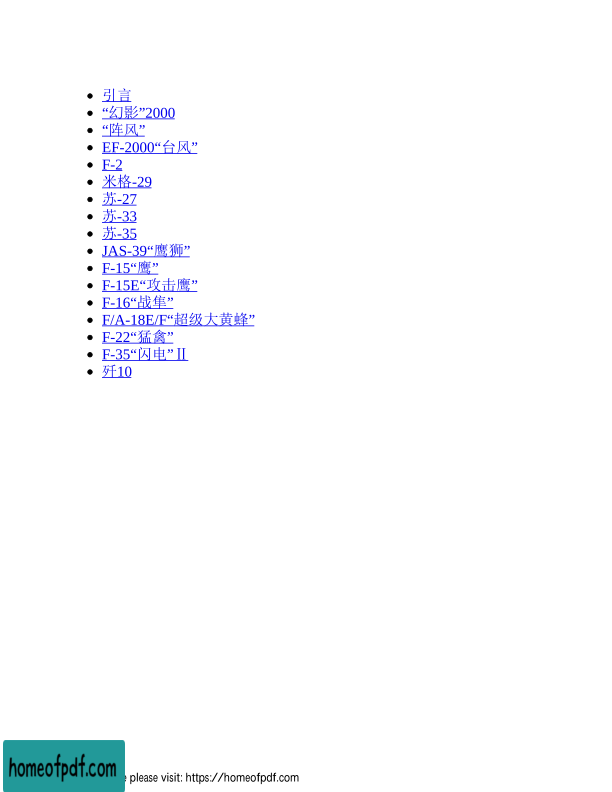 引言
“幻影”2000
“阵风”
EF-2000“台风”
F-2
米格-29
苏-27
苏-33
苏-35
JAS-39“鹰狮”
F-15“鹰”
F-15E“攻击鹰”
F-16“战隼”
F/A-18E/F“超级大黄蜂”
F-22“猛禽”
F-35“闪电”Ⅱ
歼10
homeofpdf.com
please visit: https://homeofpdf.com